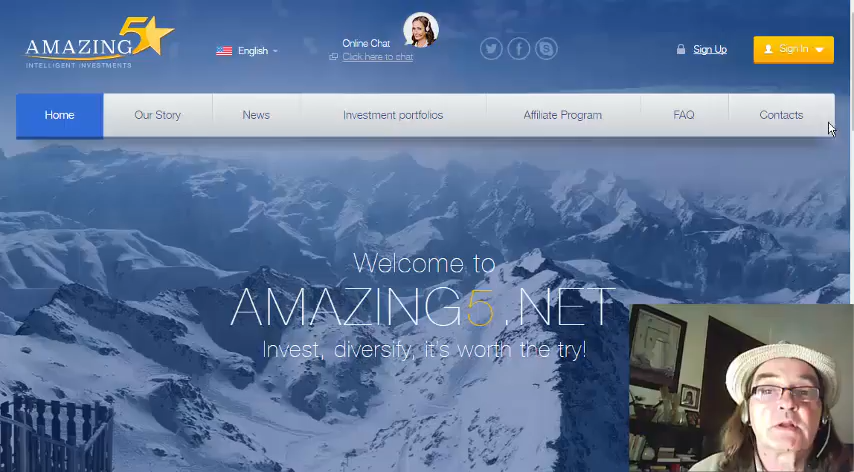 AMAZING5
INTELLIGENT INVESTMENTS
English
Online Chat
Click here to chat
Sign Up
Sign In
Home
Our Story
News
Investment portfolios
Affiliate Program
FAQ
Contacts
Welcome to
AMAZING5.NET
Invest, diversify, it's worth the try!